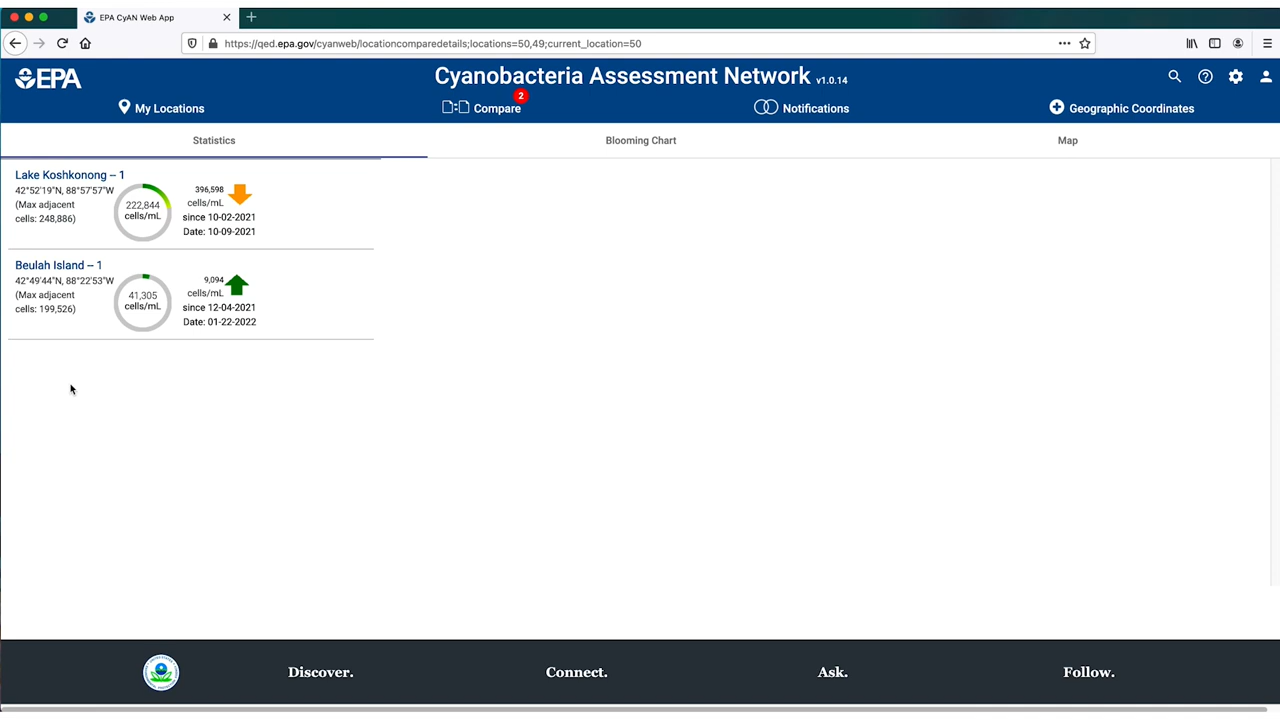 EPA CyAN Web App
https://qed.epa.gov/cyanweb/locationcomparedetails;locations=50,49;current_location=50
EPA
Cyanobacteria Assessment Network v1.0.14
My Locations
Compare
2
Notifications
Geographic Coordinates
Statistics
Blooming Chart
Map
Lake Koshkonong -- 1
42°52'19"N, 88°57'57"W
(Max adjacent
cells: 248,886)
222,844
cells/mL
396,598
cells/mL
since 10-02-2021
Date: 10-09-2021
Beulah Island -- 1
42°49'44"N, 88°22'53"W
(Max adjacent
cells: 199,526)
41,305
cells/mL
9,094
cells/mL
since 12-04-2021
Date: 01-22-2022
Discover.
Connect.
Ask.
Follow.